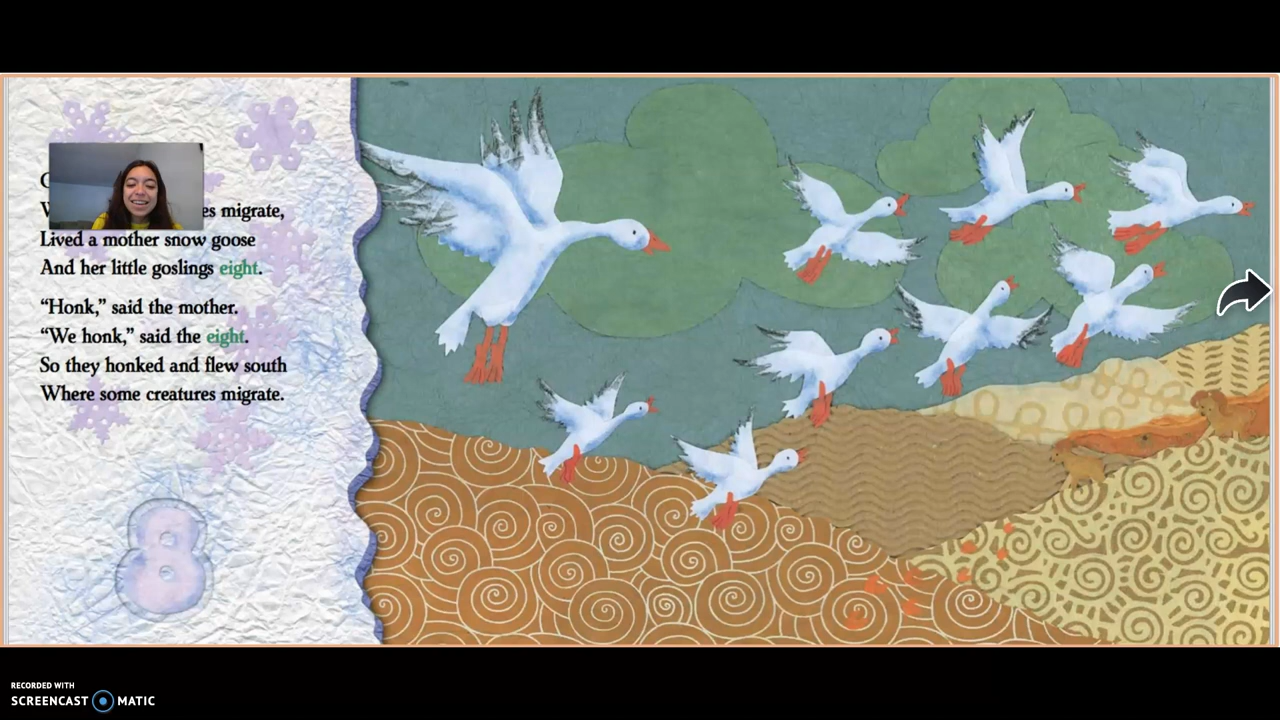 es migrate,
Lived a mother snow goose
And her little goslings eight.
“Honk,” said the mother.
“We honk,” said the eight.
So they honked and flew south
Where some creatures migrate.
8
RECORDED WITH
SCREENCAST MATIC